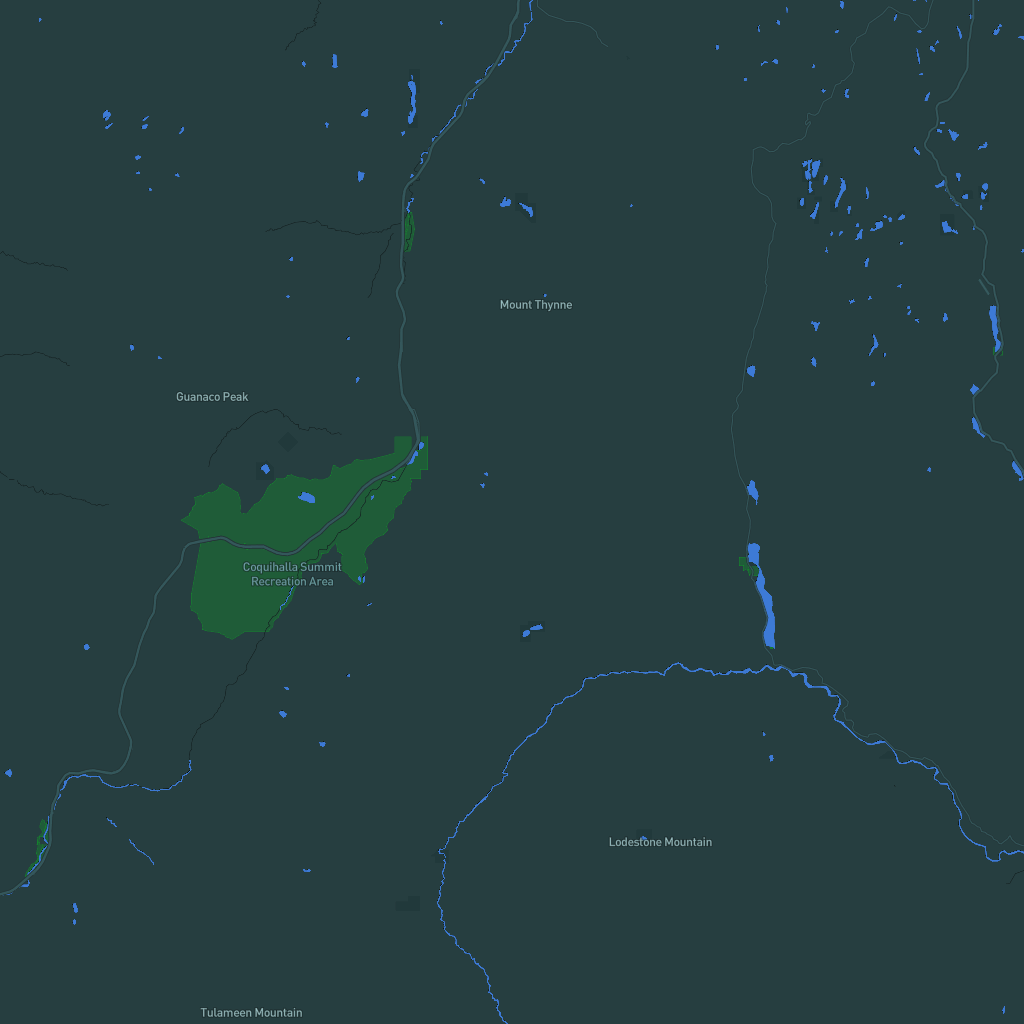 Mount Thynne
Guanaco Peak
Coquihalla Summit
Recreation Area
Lodestone Mountain
Tulameen Mountain